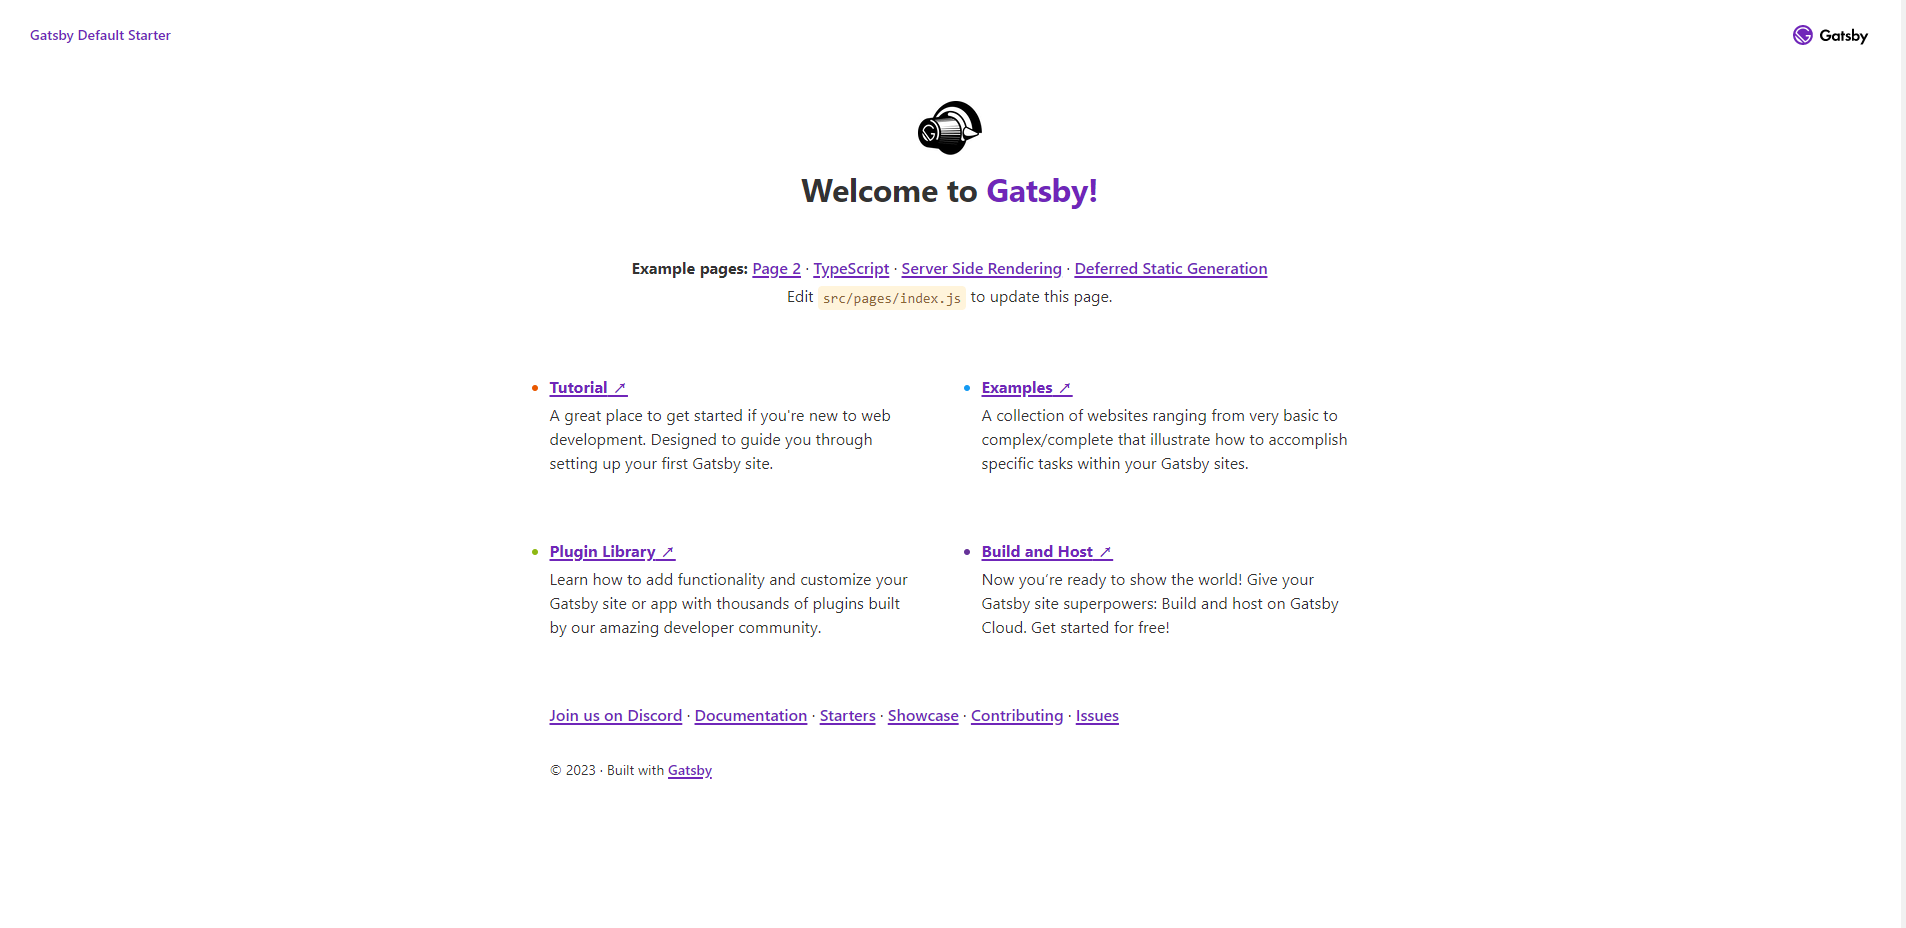 Gatsby Default Starter
Gatsby
G
Welcome to Gatsby!
Example pages: Page 2 · TypeScript · Server Side Rendering · Deferred Static Generation
Edit src/pages/index.js to update this page.
Tutorial ↗
A great place to get started if you're new to web
development. Designed to guide you through
setting up your first Gatsby site.
Examples ↗
A collection of websites ranging from very basic to
complex/complete that illustrate how to accomplish
specific tasks within your Gatsby sites.
Plugin Library ↗
Learn how to add functionality and customize your
Gatsby site or app with thousands of plugins built
by our amazing developer community.
Build and Host ↗
Now you’re ready to show the world! Give your
Gatsby site superpowers: Build and host on Gatsby
Cloud. Get started for free!
Join us on Discord · Documentation · Starters · Showcase · Contributing · Issues
© 2023 · Built with Gatsby